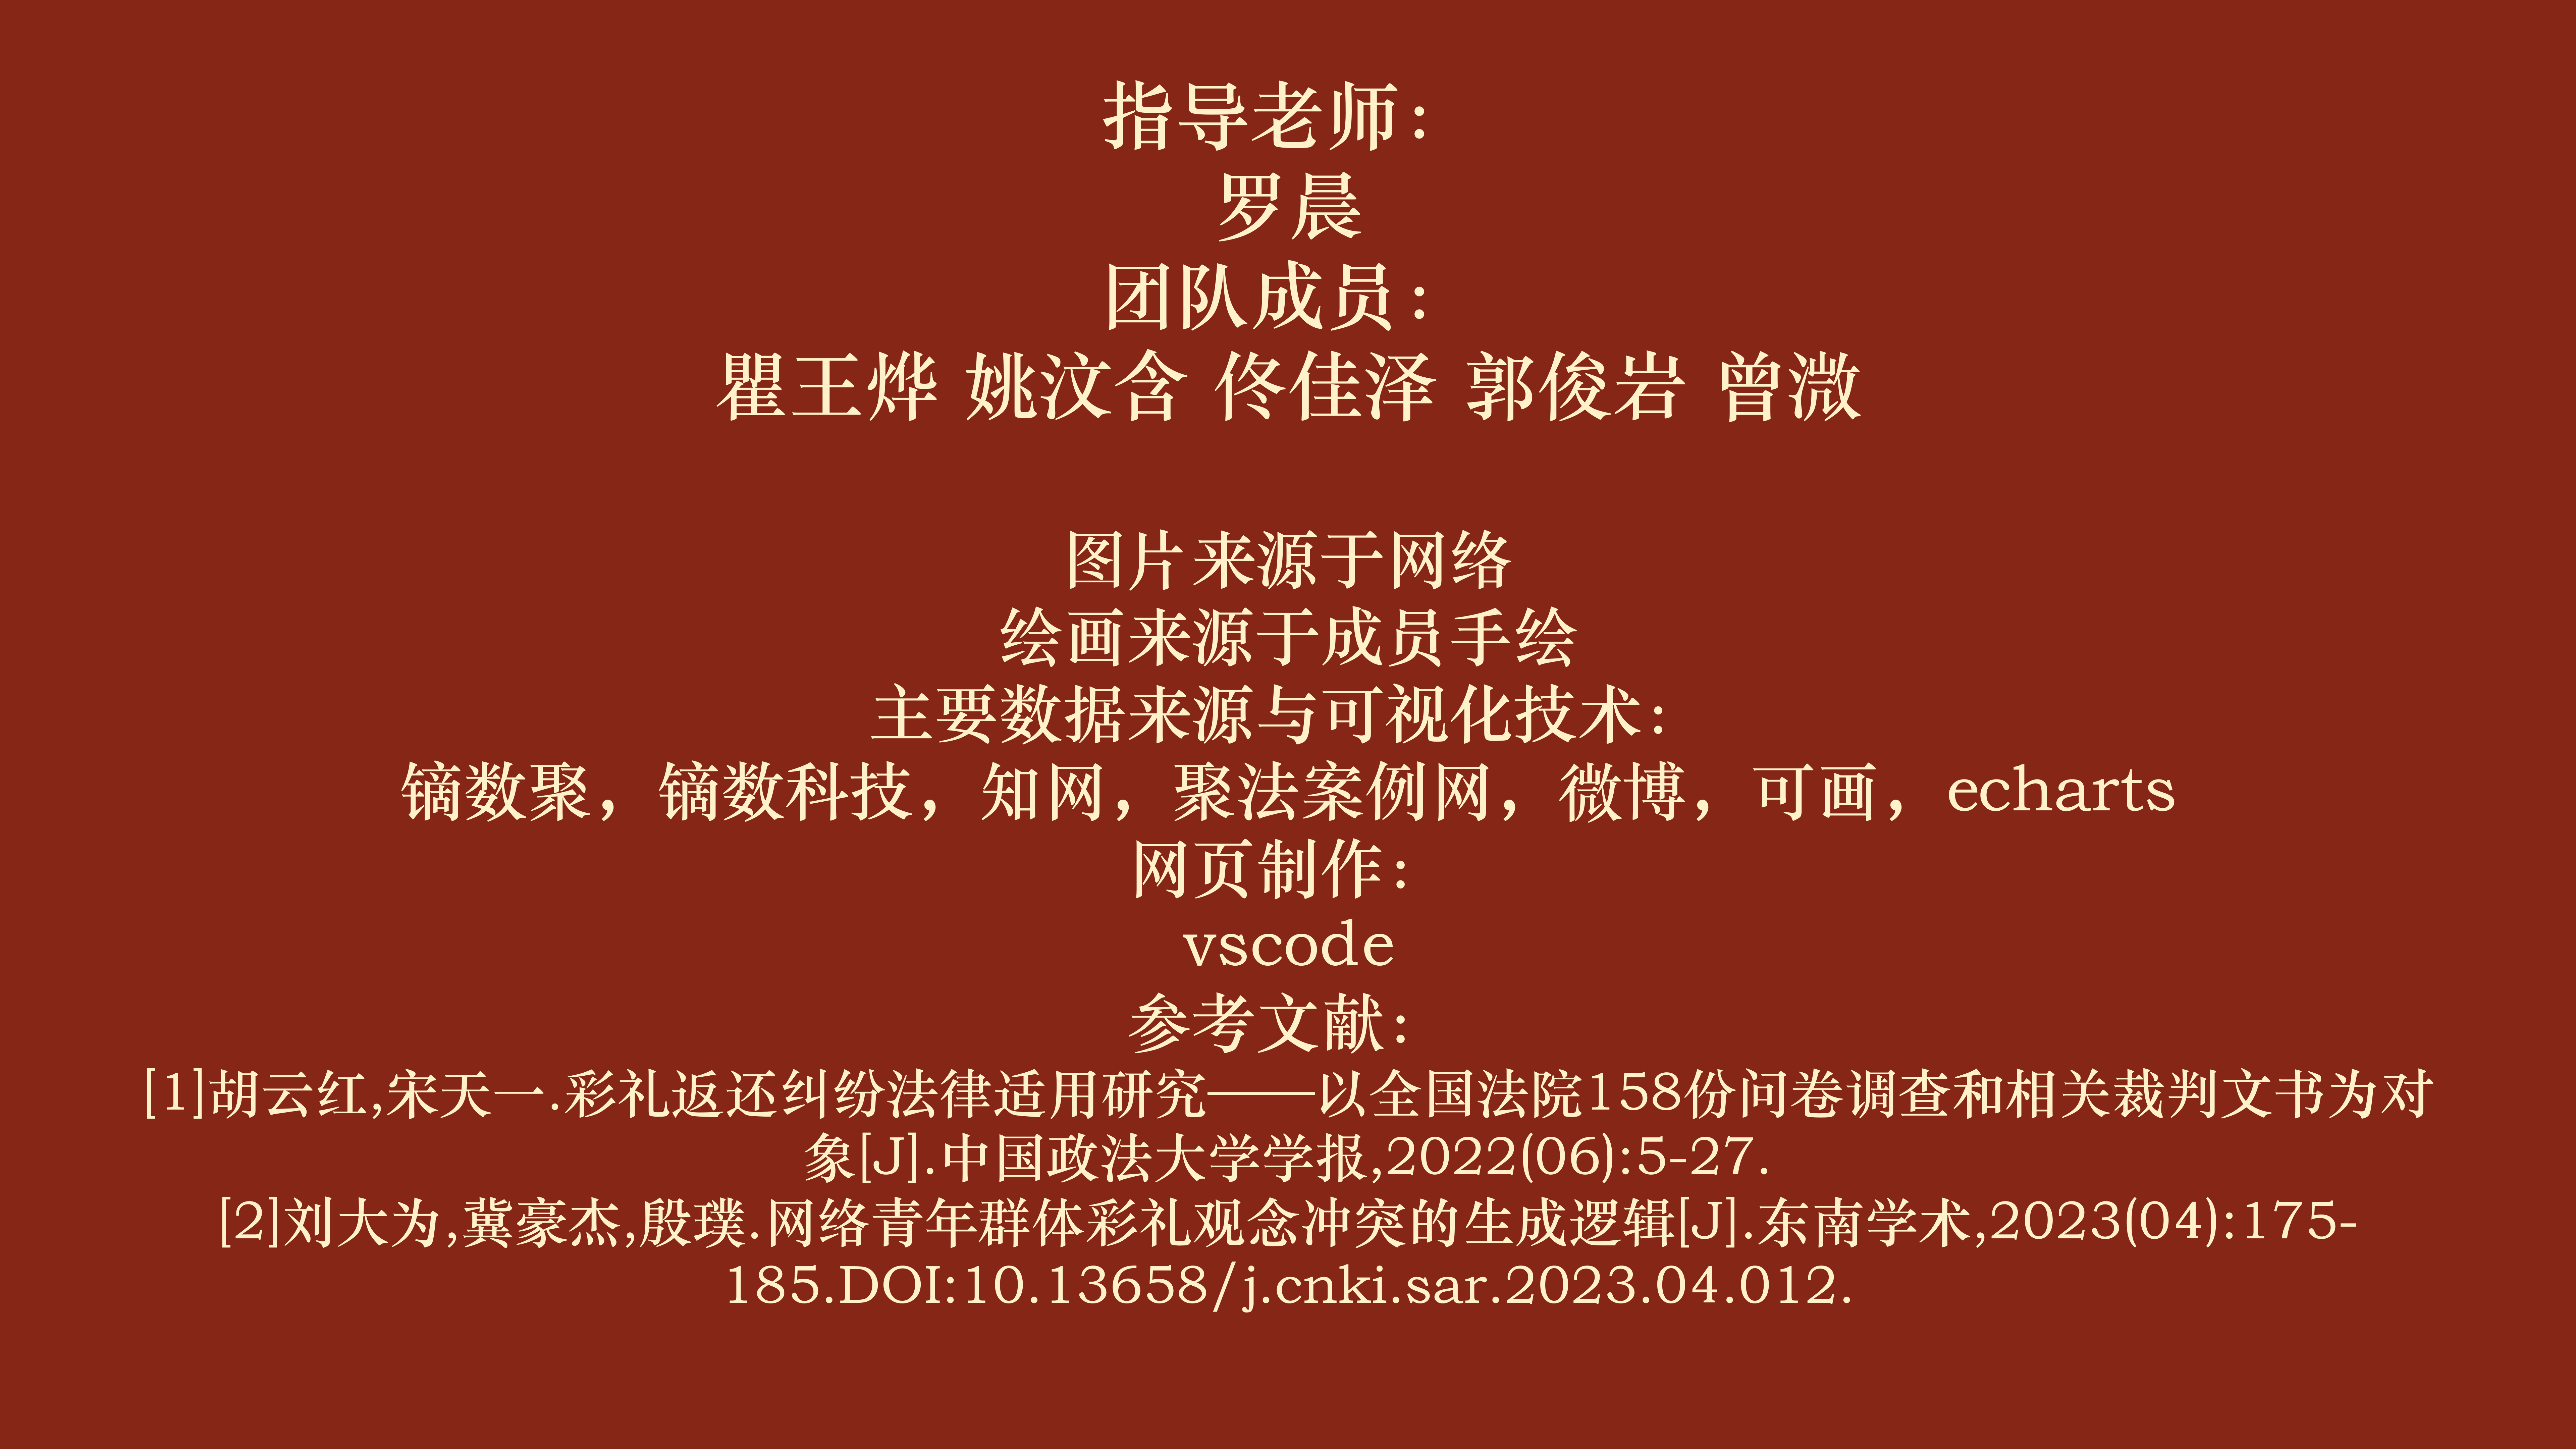 指导老师：
罗晨
团队成员：
瞿王烨 姚汶含 佟佳泽 郭俊岩 曾溦
图片来源于网络
绘画来源于成员手绘
主要数据来源与可视化技术：
镝数聚，镝数科技，知网，聚法案例网，微博，可画，echarts
网页制作：
vscode
参考文献：
[1]胡云红,宋天一.彩礼返还纠纷法律适用研究——以全国法院158份问卷调查和相关裁判文书为对
象[J].中国政法大学学报,2022(06):5-27.
[2]刘大为,冀豪杰,殷璞.网络青年群体彩礼观念冲突的生成逻辑[J].东南学术,2023(04):175-
185.DOI:10.13658/j.cnki.sar.2023.04.012.